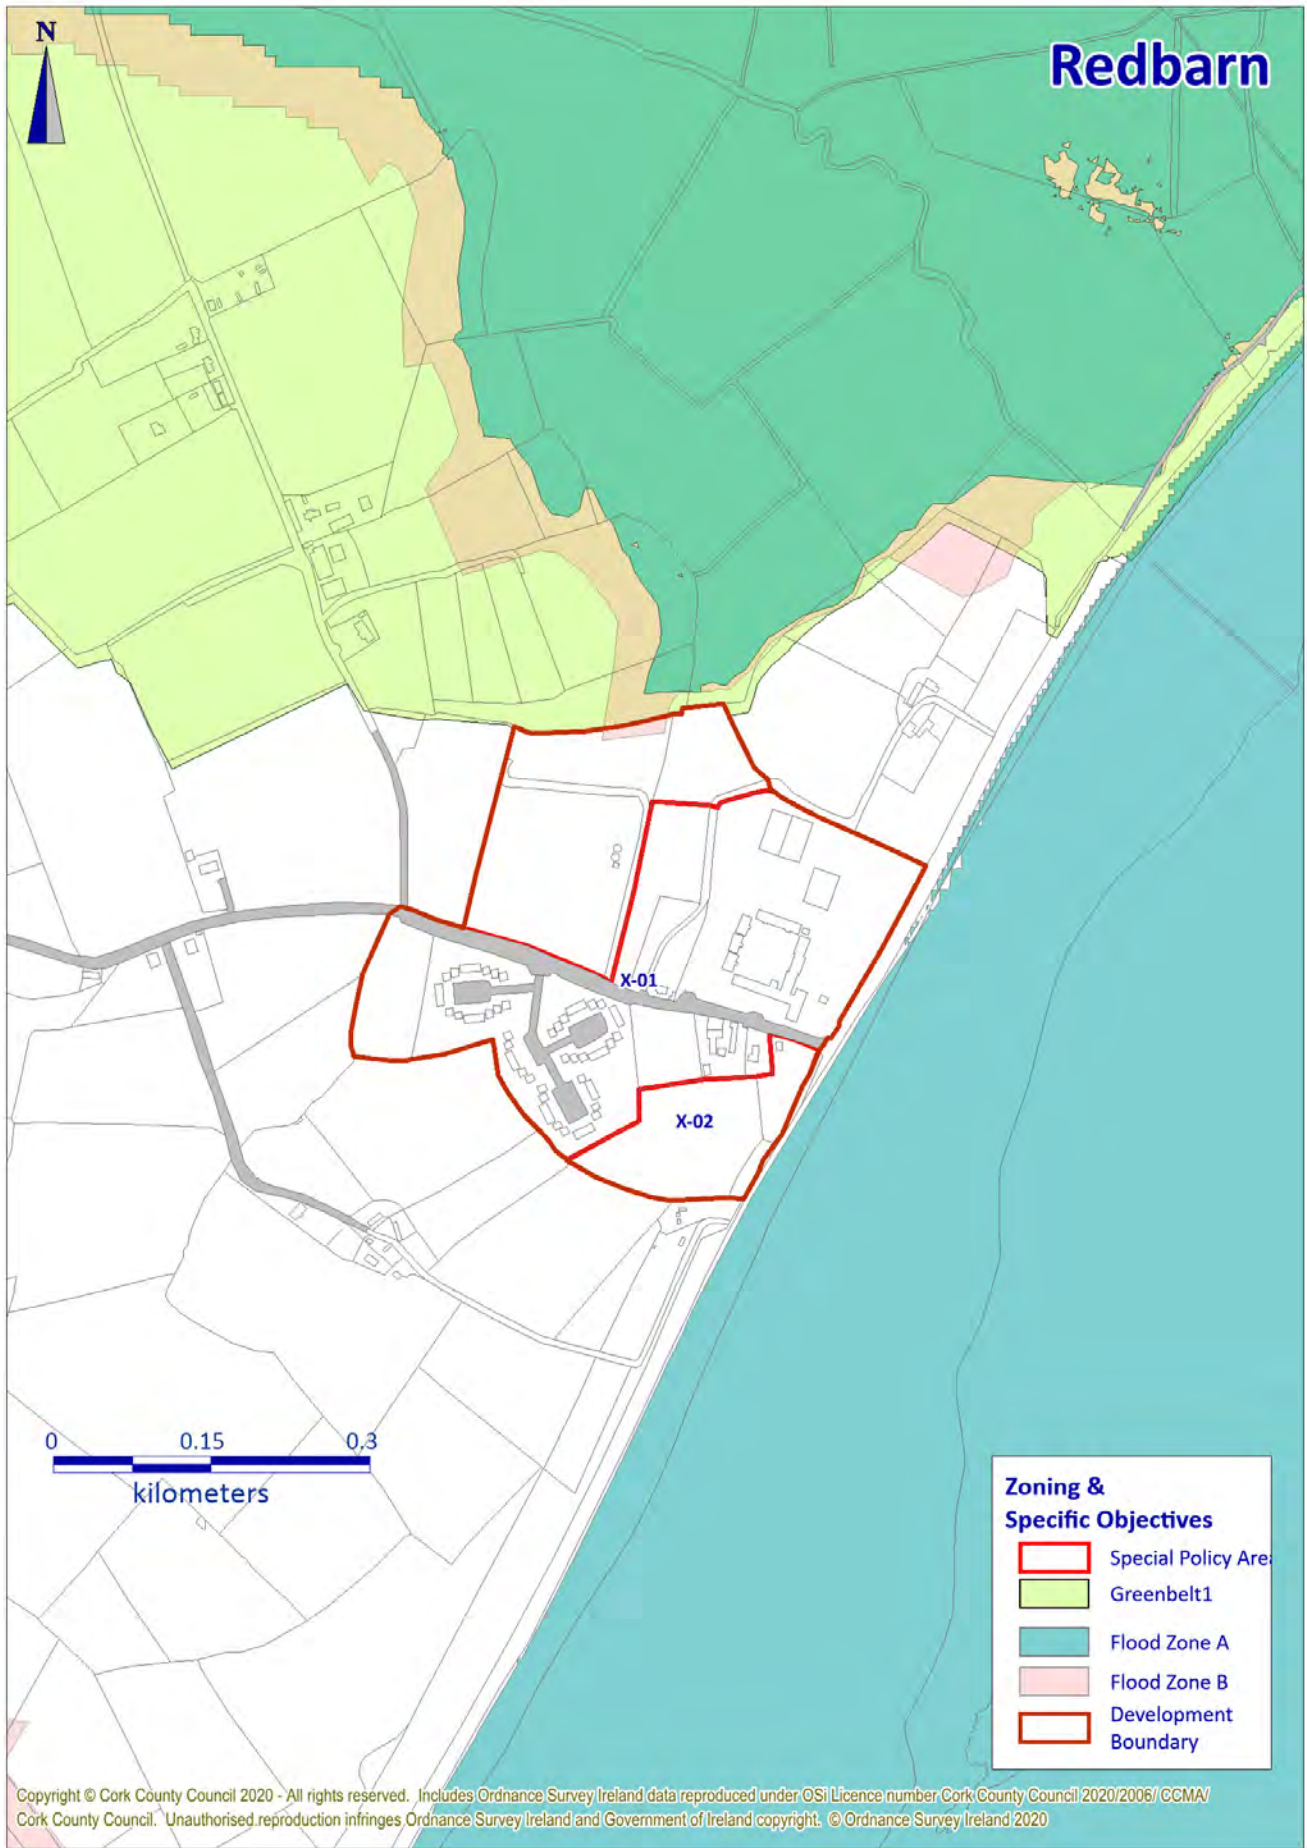 N
Redbarn
X-01
X-02
0 0.15 0.3
kilometers
Zoning &
Specific Objectives
Special Policy Are
Greenbelt1
Flood Zone A
Flood Zone B
Development
Boundary
Copyright © Cork County Council 2020 - All rights reserved. Includes Ordnance Survey Ireland data reproduced under OSi Licence number Cork County Council 2020/2006/ CCMA/
Cork County Council. Unauthorised reproduction infringes Ordnance Survey Ireland and Government of Ireland copyright. © Ordnance Survey Ireland 2020